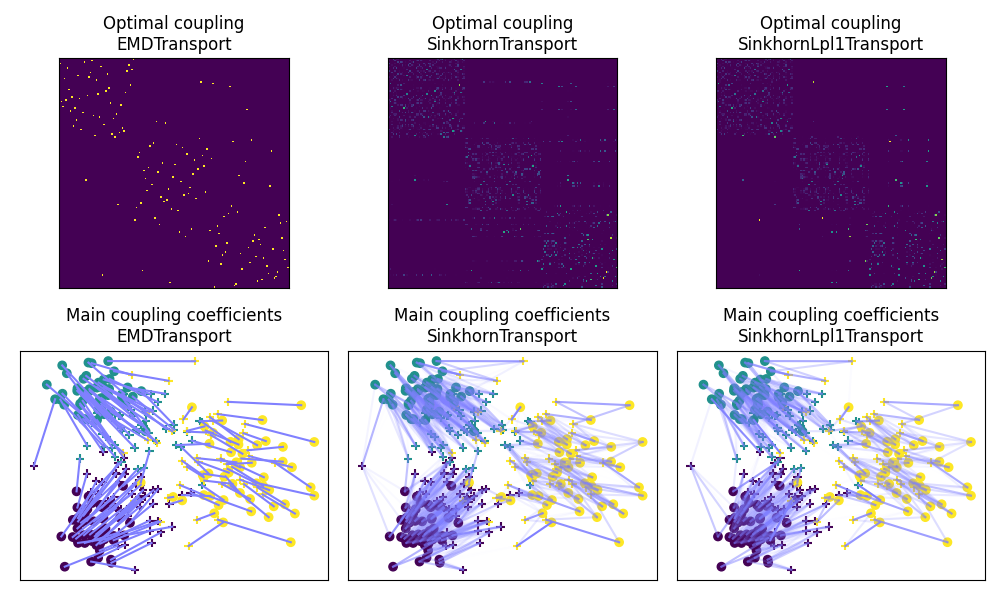 Optimal coupling
EMDTransport
Optimal coupling
SinkhornTransport
Optimal coupling
SinkhornLpl1Transport
Main coupling coefficients
EMDTransport
Main coupling coefficients
SinkhornTransport
Main coupling coefficients
SinkhornLpl1Transport